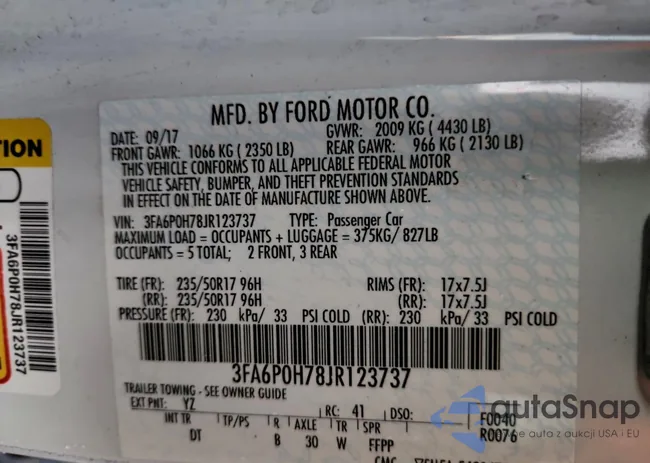 MFD. BY FORD MOTOR CO.
DATE: 09/17 GVWR: 2009 KG ( 4430 LB)
FRONT GAWR: 1066 KG ( 2350 LB) REAR GAWR: 966 KG ( 2130 LB)
THIS VEHICLE CONFORMS TO ALL APPLICABLE FEDERAL MOTOR
VEHICLE SAFETY, BUMPER, AND THEFT PREVENTION STANDARDS
IN EFFECT ON THE DATE OF MANUFACTURE SHOWN ABOVE.
VIN: 3FA6P0H78JR123737 TYPE: Passenger Car
MAXIMUM LOAD = OCCUPANTS + LUGGAGE = 375KG/ 827LB
OCCUPANTS = 5 TOTAL; 2 FRONT, 3 REAR
TIRE (FR): 235/50R17 96H RIMS (FR): 17x7.5J
(RR): 235/50R17 96H (RR): 17x7.5J
PRESSURE (FR): 230 kPa/ 33 PSI COLD (RR): 230 kPa/ 33 PSI COLD
3FA6P0H78JR123737
TRAILER TOWING - SEE OWNER GUIDE
EXT PNT: YZ RC: 41 DSO: F0040
INT TR TP/PS R AXLE TR SPR R0076
DT B 30 W FFPP
TION
3FA6P0H78JR123737
autoSnap
auta z aukcji USA i EU